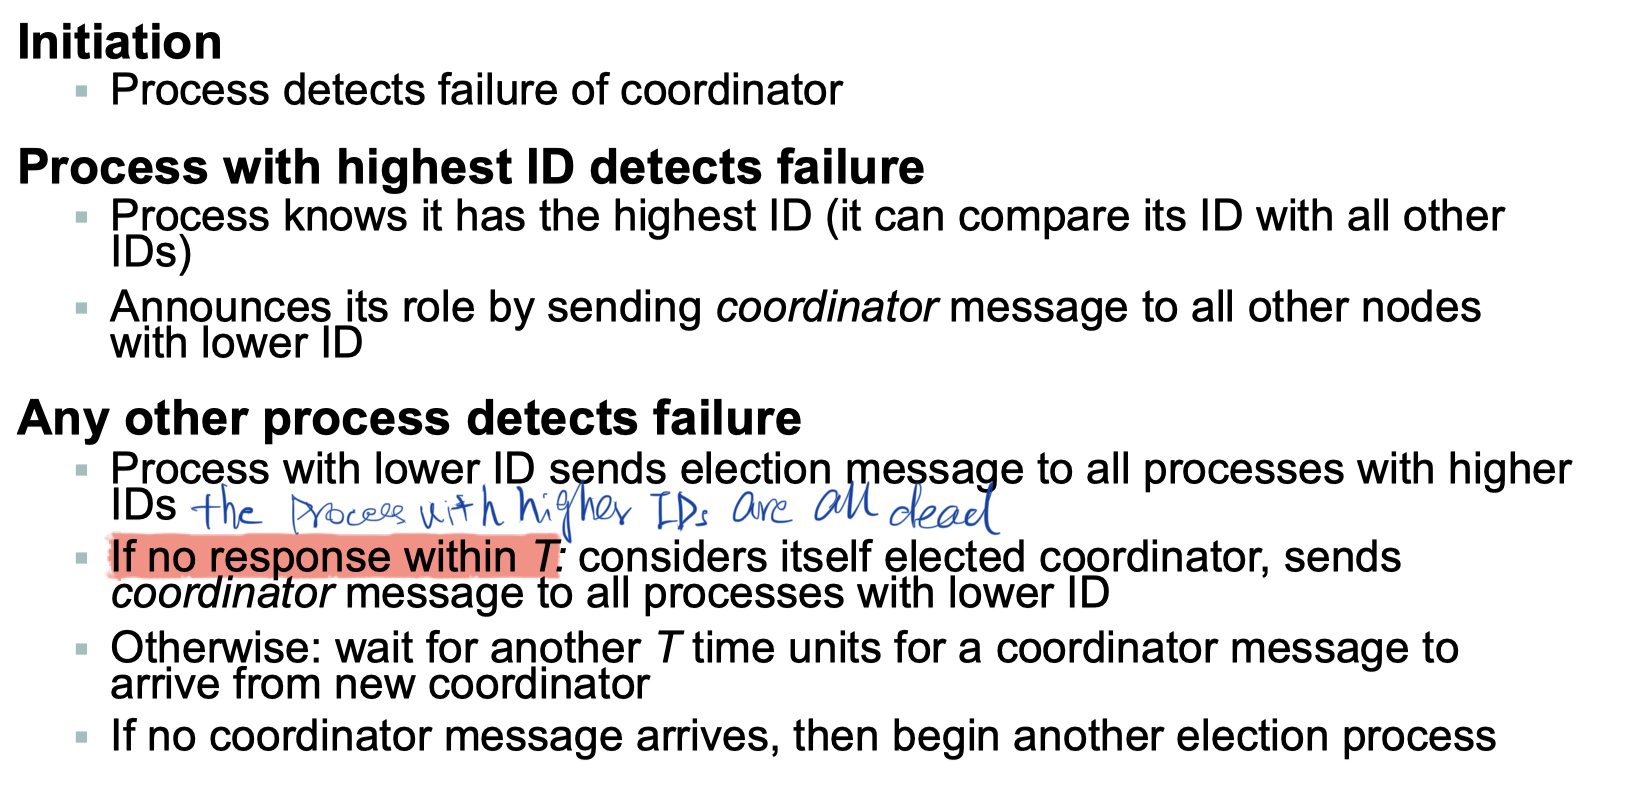 Initiation
▪ Process detects failure of coordinator
Process with highest ID detects failure
▪ Process knows it has the highest ID (it can compare its ID with all other
IDs)
▪ Announces its role by sending coordinator message to all other nodes
with lower ID
Any other process detects failure
▪ Process with lower ID sends election message to all processes with higher
IDs the process with higher IDs are all dead
▪ If no response within T: considers itself elected coordinator, sends
coordinator message to all processes with lower ID
▪ Otherwise: wait for another T time units for a coordinator message to
arrive from new coordinator
▪ If no coordinator message arrives, then begin another election process